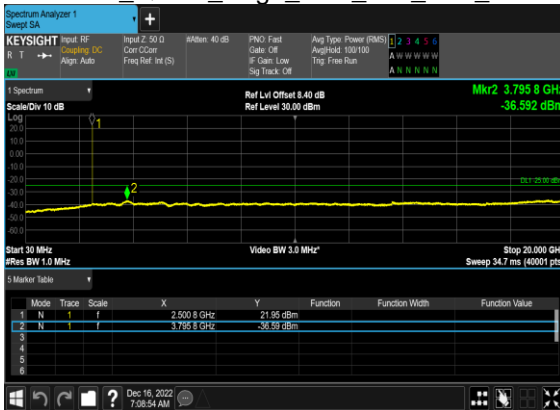 Spectrum Analyzer 1
Swept SA
+
KEYSIGHT Input: RF Input Z: 50 Ω #Atten: 40 dB PNO: Fast Avg Type: Power (RMS) 1 2 3 4 5 6
R T Coupling: DC Corr CCorr Gate: Off Avg|Hold: 100/100 A W W W W W
Align: Auto Freq Ref: Int (S) IF Gain: Low Trig: Free Run
Sig Track: Off A N N N N N
1 Spectrum Ref Lvl Offset 8.40 dB Mkr2 3.795 8 GHz
Scale/Div 10 dB Ref Level 30.00 dBm -36.592 dBm
Log
20.0
10.0
0.00
-10.0
-20.0
DL1 -25.00 dBm
-30.0
-40.0
-50.0
-60.0
1
2
Start 30 MHz Video BW 3.0 MHz* Stop 20.000 GHz
#Res BW 1.0 MHz Sweep 34.7 ms (40001 pts)
5 Marker Table
Mode Trace Scale X Y Function Function Width Function Value
1 N 1 f 2.500 8 GHz 21.95 dBm
2 N 1 f 3.795 8 GHz -36.59 dBm
3
4
5
6
? Dec 16, 2022
7:08:54 AM